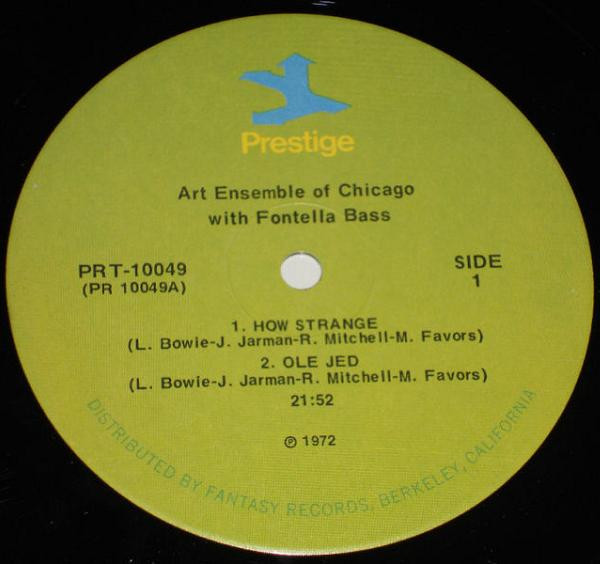 Prestige
Art Ensemble of Chicago
with Fontella Bass
PRT-10049
(PR 10049A)
SIDE
1
1. HOW STRANGE
(L. Bowie-J. Jarman-R. Mitchell-M. Favors)
2. OLE JED
(L. Bowie-J. Jarman-R. Mitchell-M. Favors)
21:52
℗ 1972
DISTRIBUTED BY FANTASY RECORDS, BERKELEY, CALIFORNIA